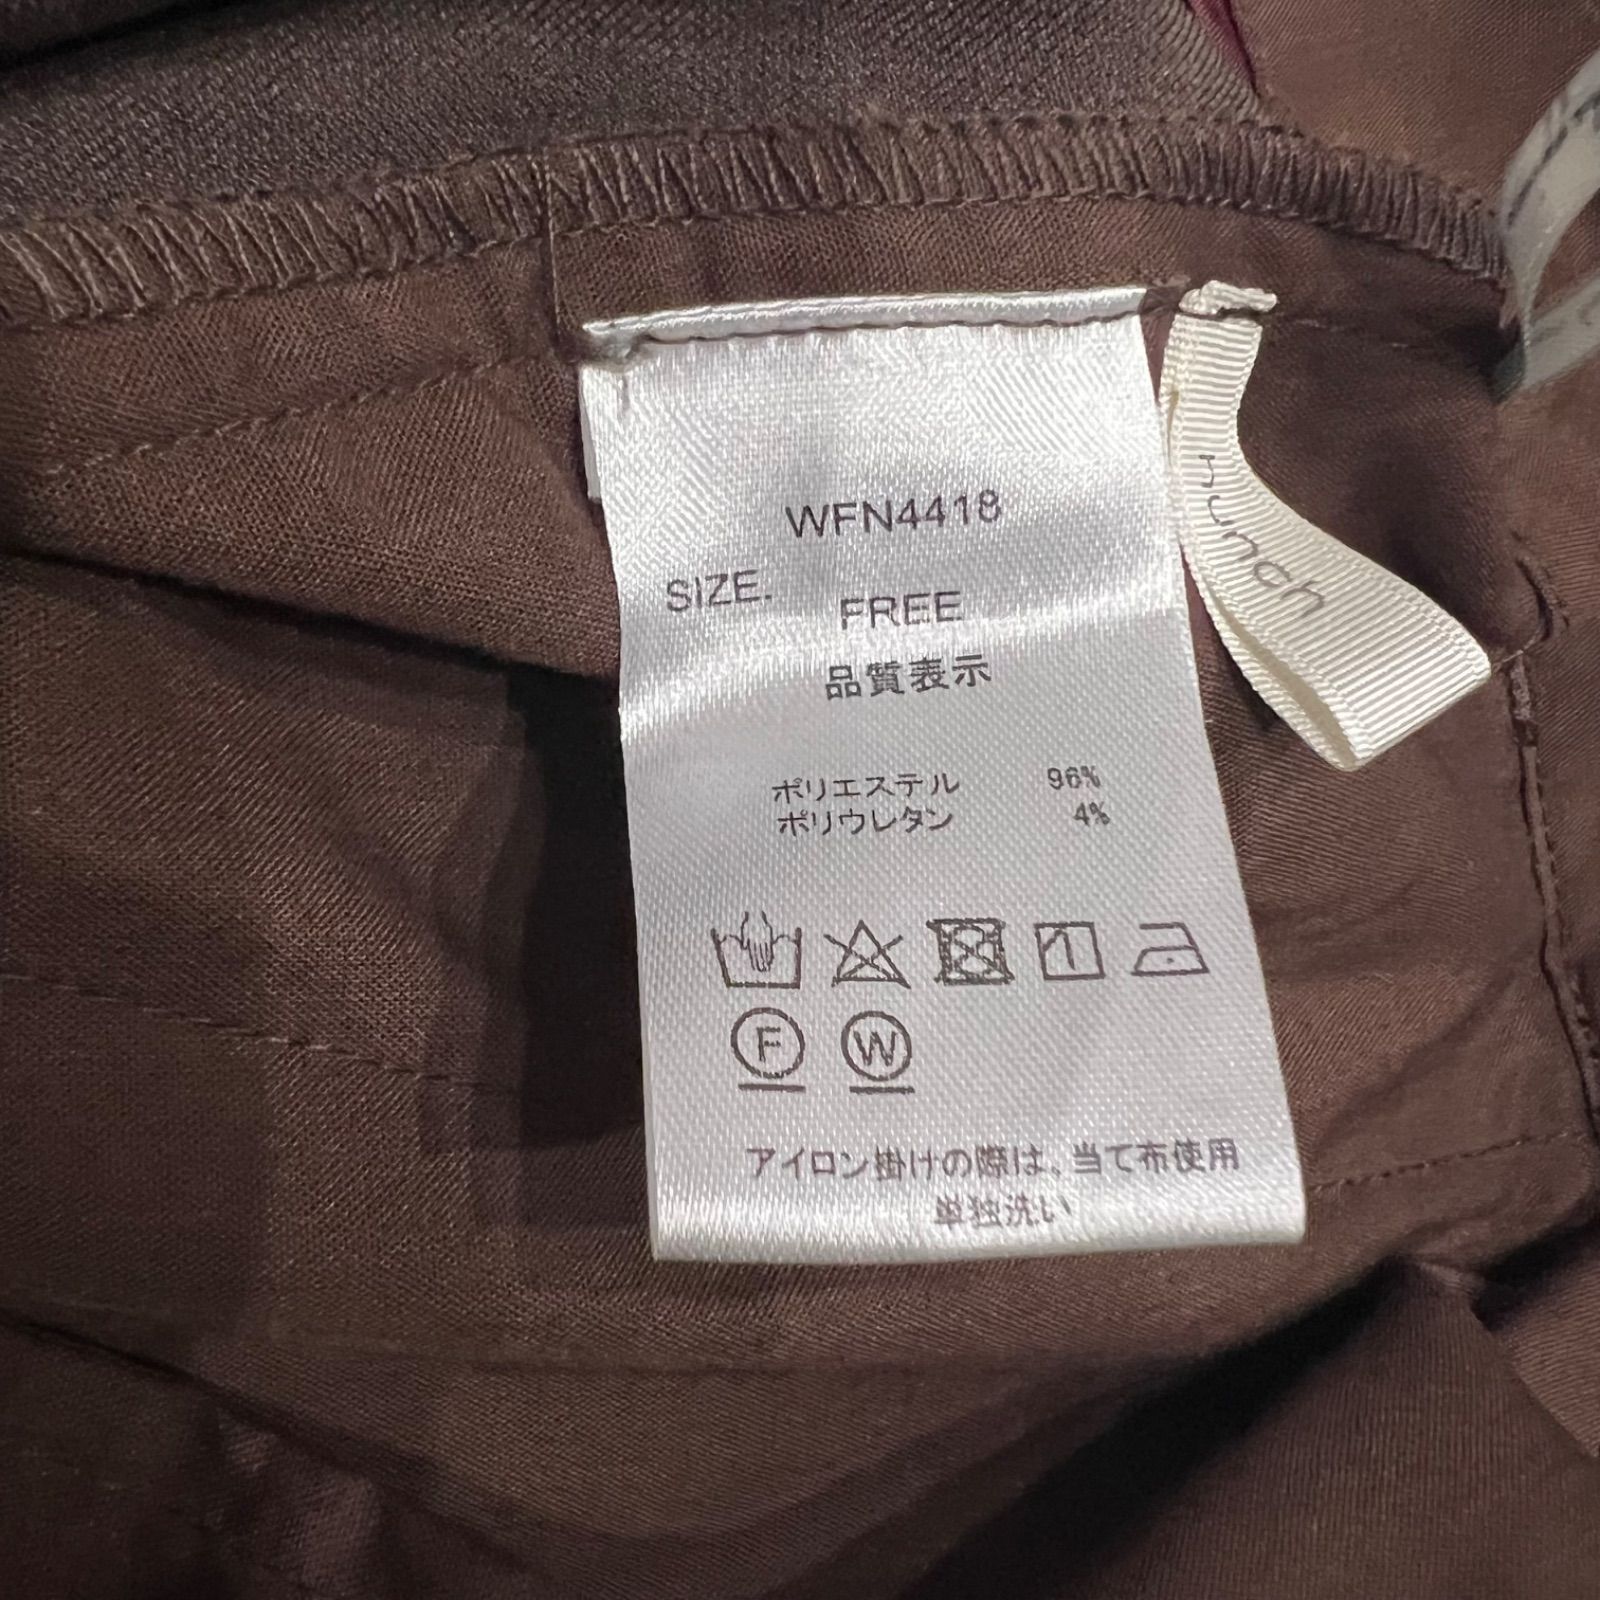 WFN4418
SIZE. FREE
品質表示
ポリエステル 96%
ポリウレタン 4%
F W
アイロン掛けの際は、当て布使用
単独洗い